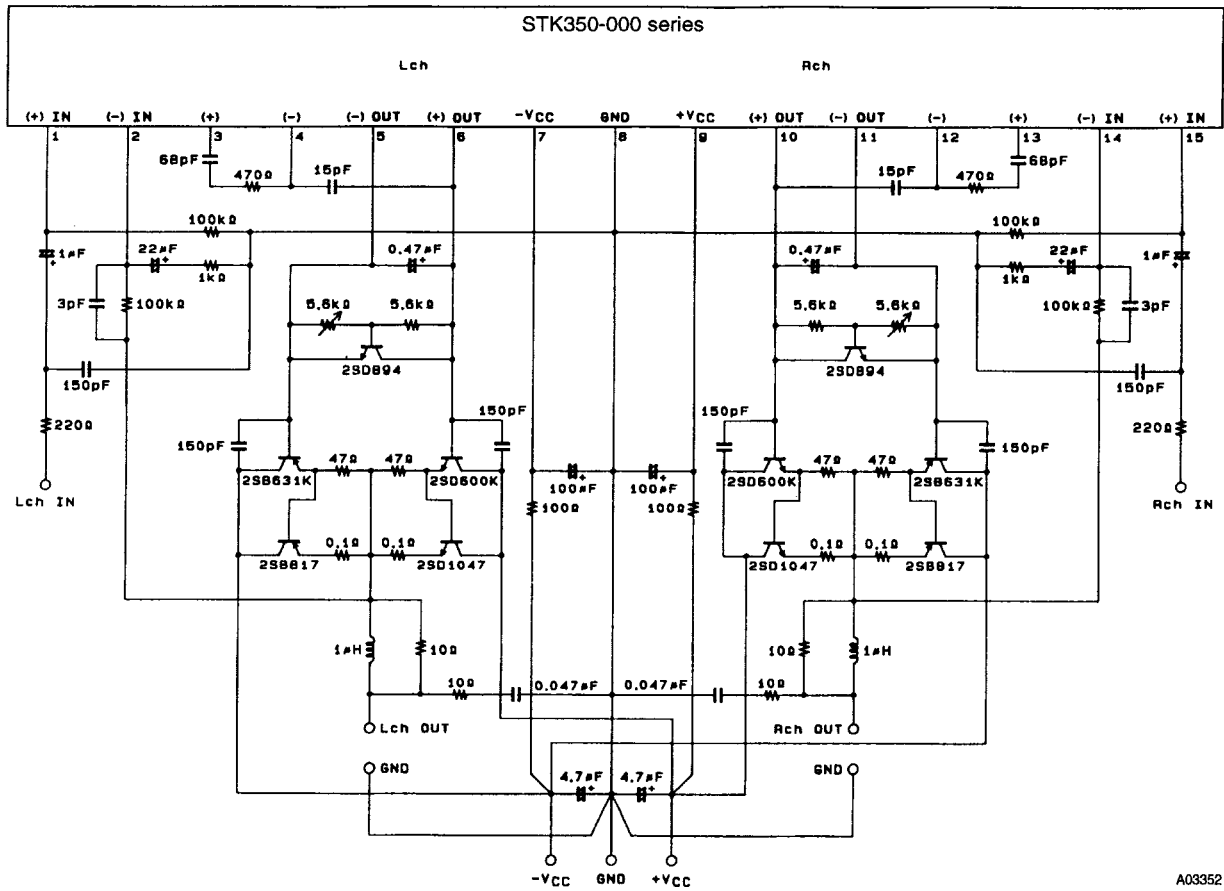 STK350-000 series
Lch Rch
(+) IN (-) IN (+) (-) (-) OUT (+) OUT -VCC GND +VCC (+) OUT (-) OUT (-) (+) (-) IN (+) IN
1 2 3 4 5 6 7 8 9 10 11 12 13 14 15
68pF 470Ω 15pF 15pF 470Ω 68pF
100kΩ 100kΩ
1µF + 22µF + 1kΩ 0.47µF + 0.47µF + 1kΩ 22µF + 1µF +
3pF 100kΩ 5.6kΩ 5.6kΩ 5.6kΩ 5.6kΩ 100kΩ 3pF
2SD894 2SD894
150pF 150pF
150pF 150pF
220Ω 150pF 150pF 220Ω
47Ω 47Ω 47Ω 47Ω
2SB631K 2SD600K 2SD600K 2SB631K
100µF + 100µF +
100Ω 100Ω
Lch IN Rch IN
0.1Ω 0.1Ω 0.1Ω 0.1Ω
2SB817 2SD1047 2SD1047 2SB817
1µH 10Ω 10Ω 1µH
10Ω 0.047µF 0.047µF 10Ω
Lch OUT Rch OUT
GND GND
4.7µF + 4.7µF +
-VCC GND +VCC
A03352